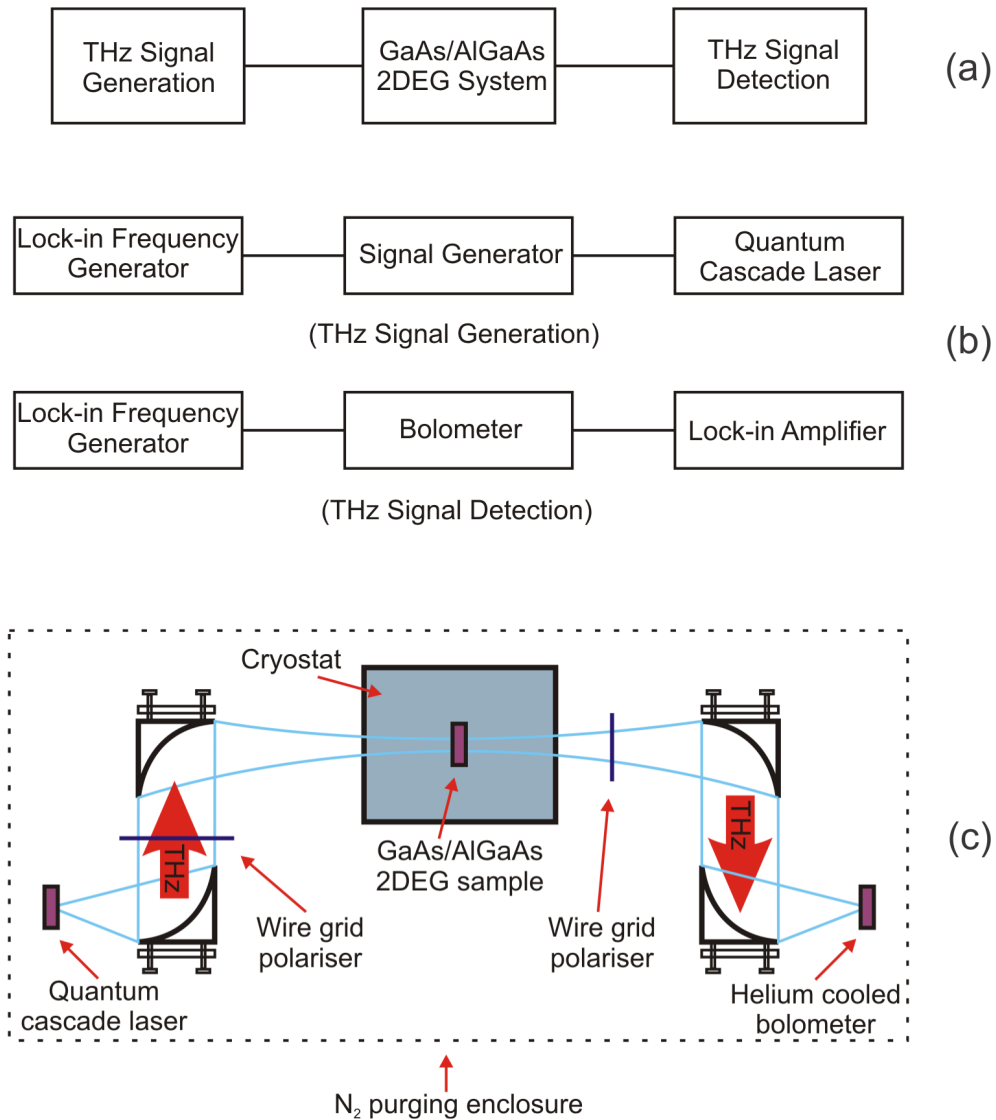 THz Signal
Generation
GaAs/AlGaAs
2DEG System
THz Signal
Detection
(a)
Lock-in Frequency
Generator
Signal Generator
Quantum
Cascade Laser
(THz Signal Generation)
(b)
Lock-in Frequency
Generator
Bolometer
Lock-in Amplifier
(THz Signal Detection)
Cryostat
THz
THz
(c)
GaAs/AlGaAs
2DEG sample
Wire grid
polariser
Wire grid
polariser
Quantum
cascade laser
Helium cooled
bolometer
N₂ purging enclosure